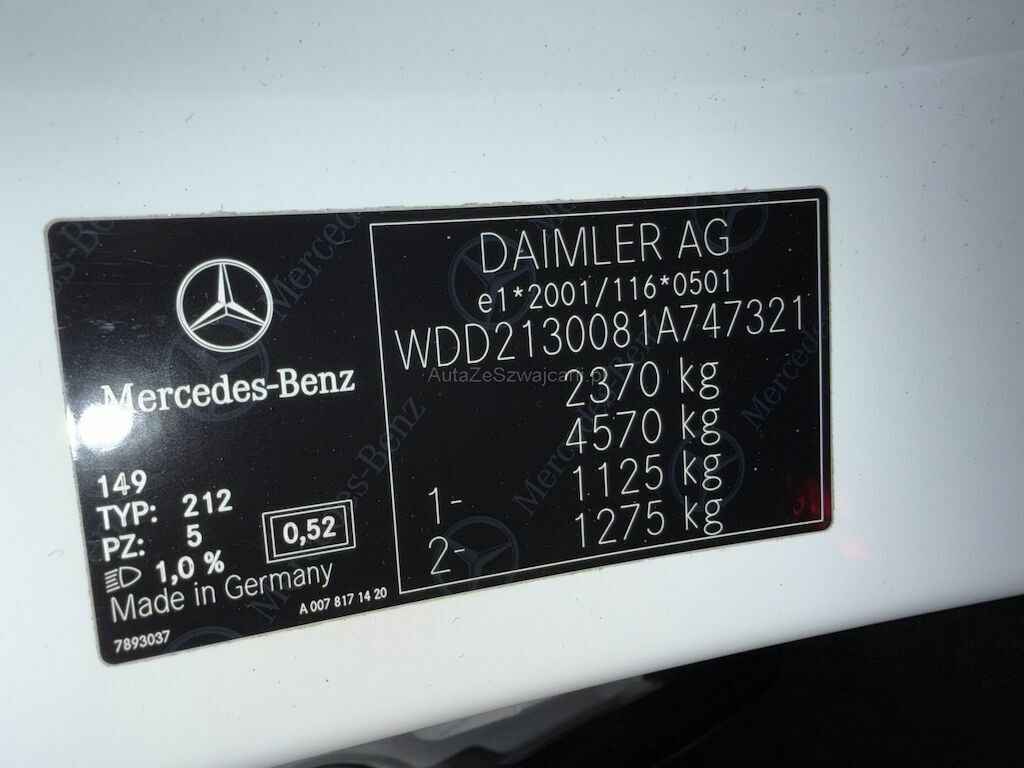 Mercedes-Benz
149
TYP: 212
PZ: 5
1,0 %
0,52
Made in Germany
A 007 817 14 20
7893037
DAIMLER AG
e1*2001/116*0501
WDD2130081A747321
2370 kg
4570 kg
1- 1125 kg
2- 1275 kg